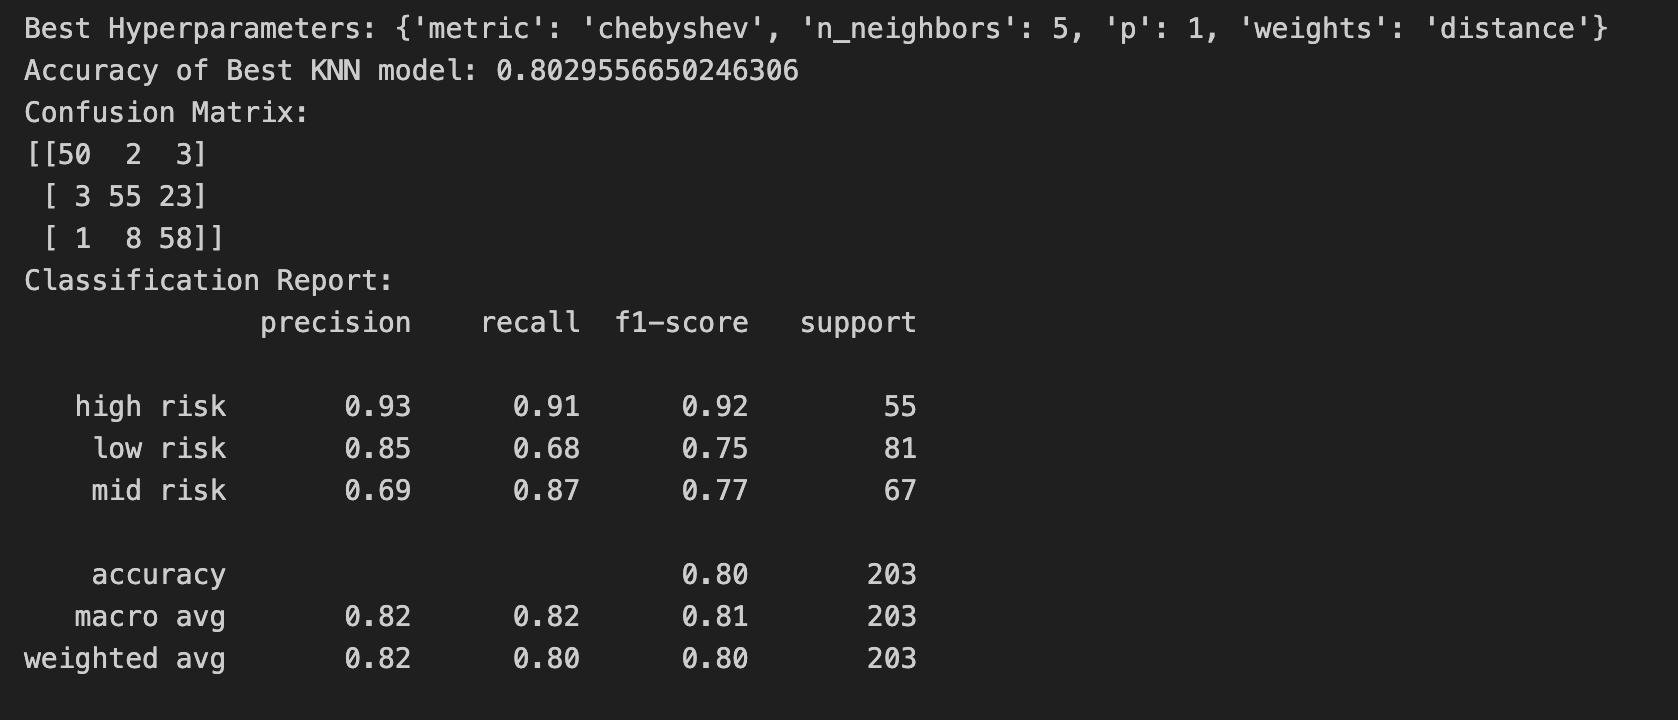 Best Hyperparameters: {'metric': 'chebyshev', 'n_neighbors': 5, 'p': 1, 'weights': 'distance'}
Accuracy of Best KNN model: 0.8029556650246306
Confusion Matrix:
[[50  2  3]
 [ 3 55 23]
 [ 1  8 58]]
Classification Report:
              precision    recall  f1-score   support
   high risk       0.93      0.91      0.92        55
    low risk       0.85      0.68      0.75        81
    mid risk       0.69      0.87      0.77        67
    accuracy                           0.80       203
   macro avg       0.82      0.82      0.81       203
weighted avg       0.82      0.80      0.80       203